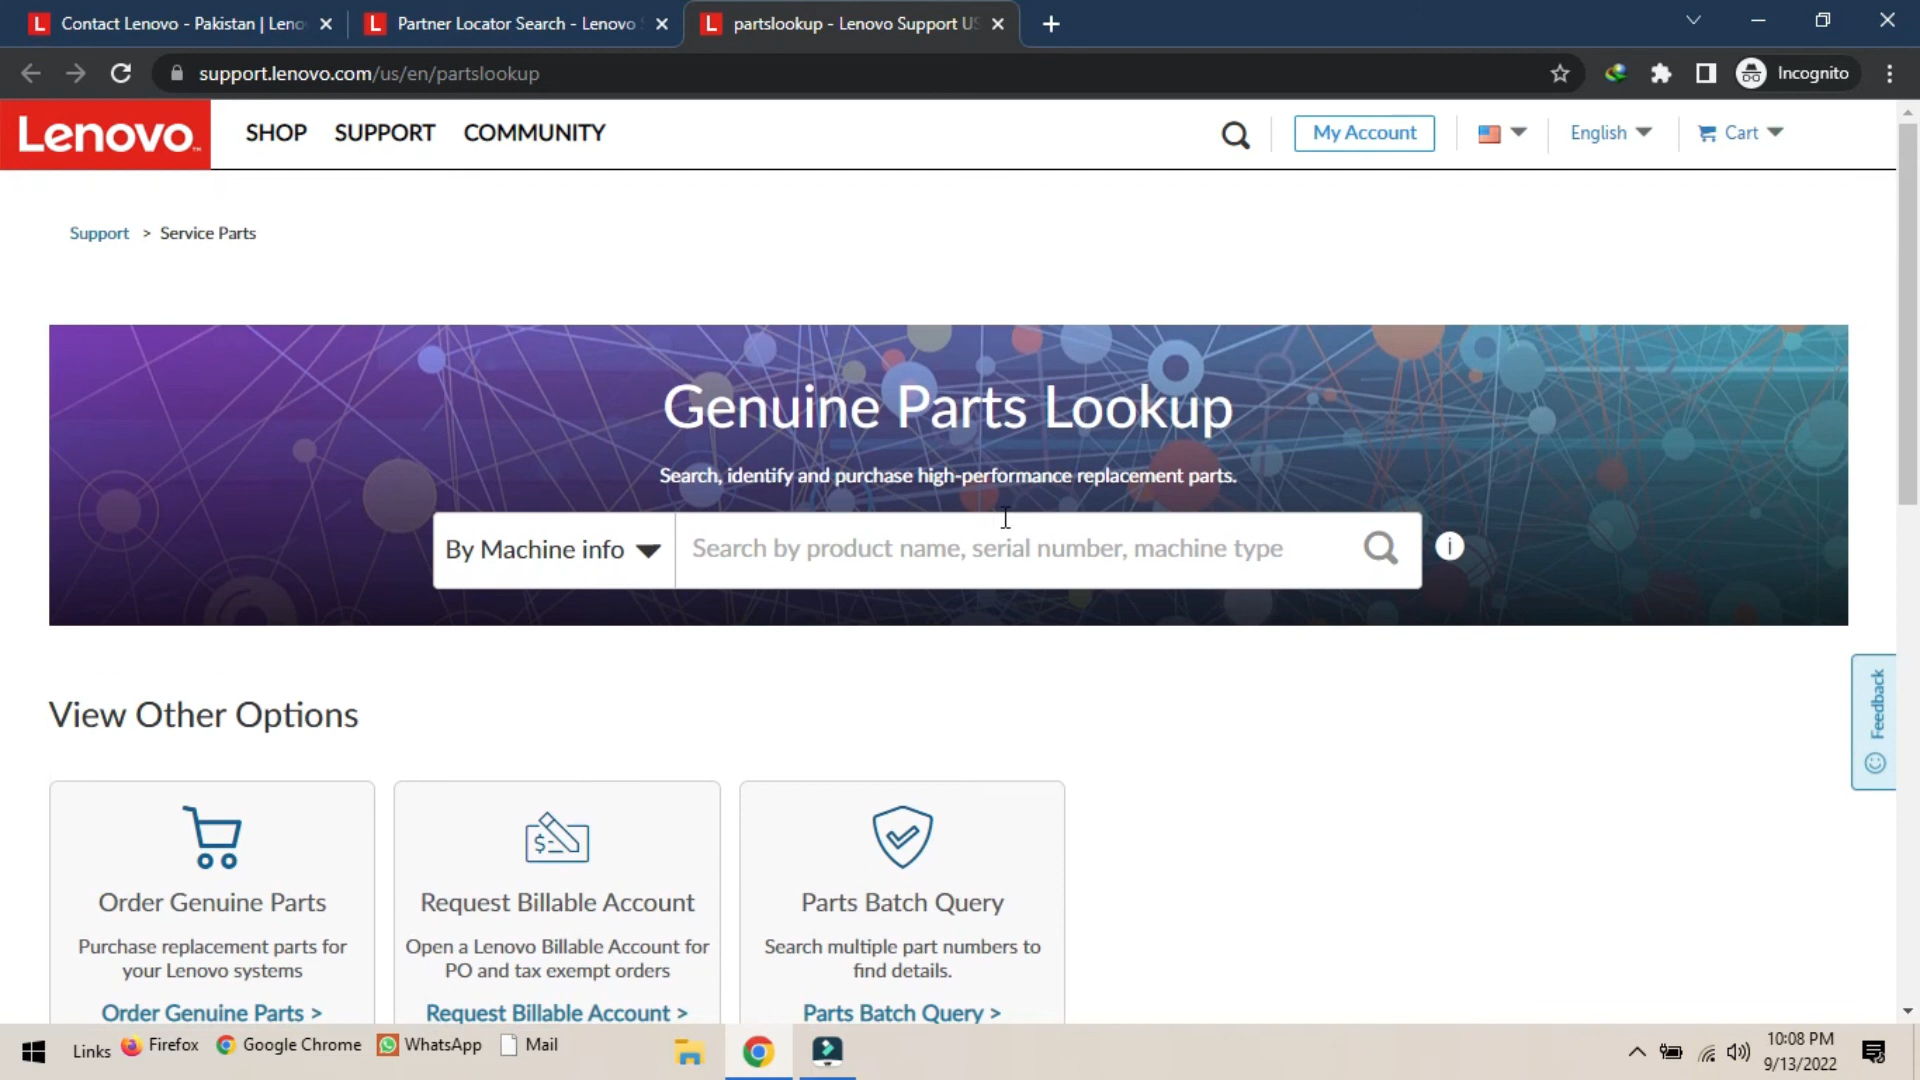 Contact Lenovo - Pakistan | Leno
Partner Locator Search - Lenovo S
partslookup - Lenovo Support US
support.lenovo.com/us/en/partslookup
Incognito
Lenovo™
SHOP
SUPPORT
COMMUNITY
My Account
English
Cart
Support > Service Parts
Genuine Parts Lookup
Search, identify and purchase high-performance replacement parts.
By Machine info
Search by product name, serial number, machine type
i
Feedback
View Other Options
Order Genuine Parts
Purchase replacement parts for
your Lenovo systems
Order Genuine Parts >
Request Billable Account
Open a Lenovo Billable Account for
PO and tax exempt orders
Request Billable Account >
Parts Batch Query
Search multiple part numbers to
find details.
Parts Batch Query >
Links
Firefox
Google Chrome
WhatsApp
Mail
10:08 PM
9/13/2022